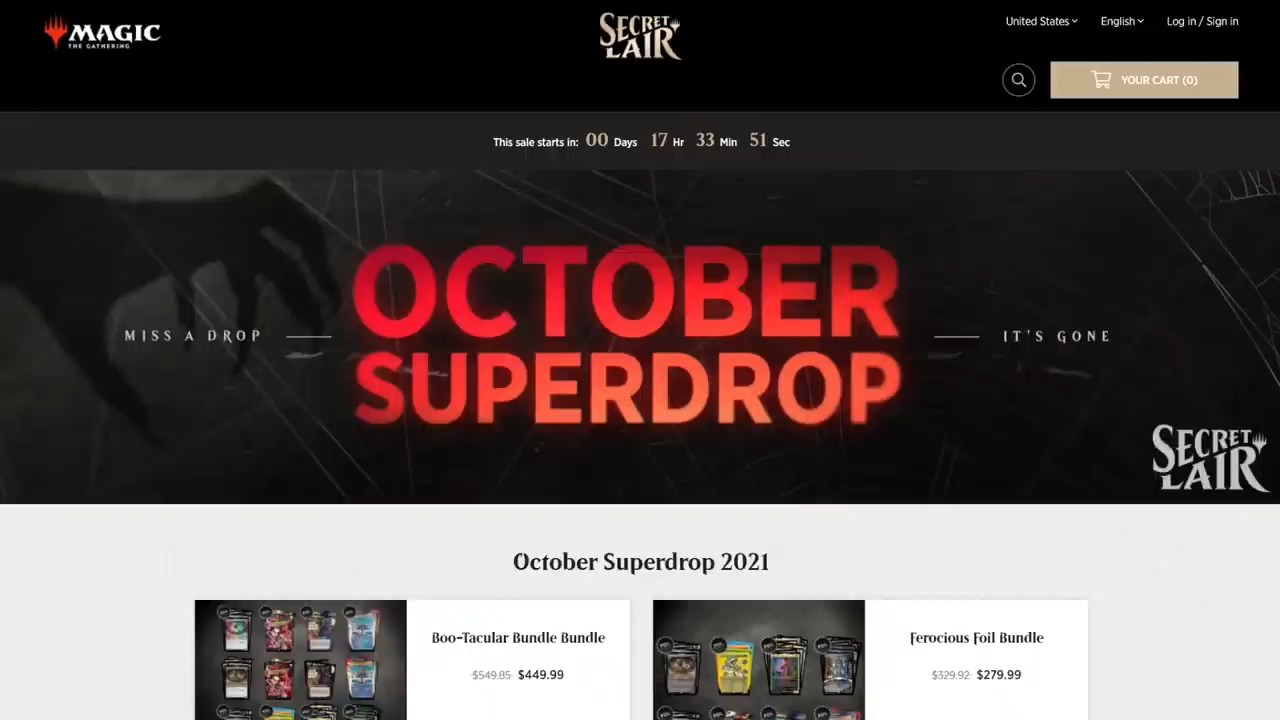 MAGIC
THE GATHERING
SECRET LAIR
United States
English
Log in / Sign in
YOUR CART (0)
This sale starts in: 00 Days 17 Hr 33 Min 51 Sec
MISS A DROP
OCTOBER
SUPERDROP
IT'S GONE
SECRET
LAIR
October Superdrop 2021
Boo-Tacular Bundle Bundle
$549.85 $449.99
Ferocious Foil Bundle
$329.92 $279.99